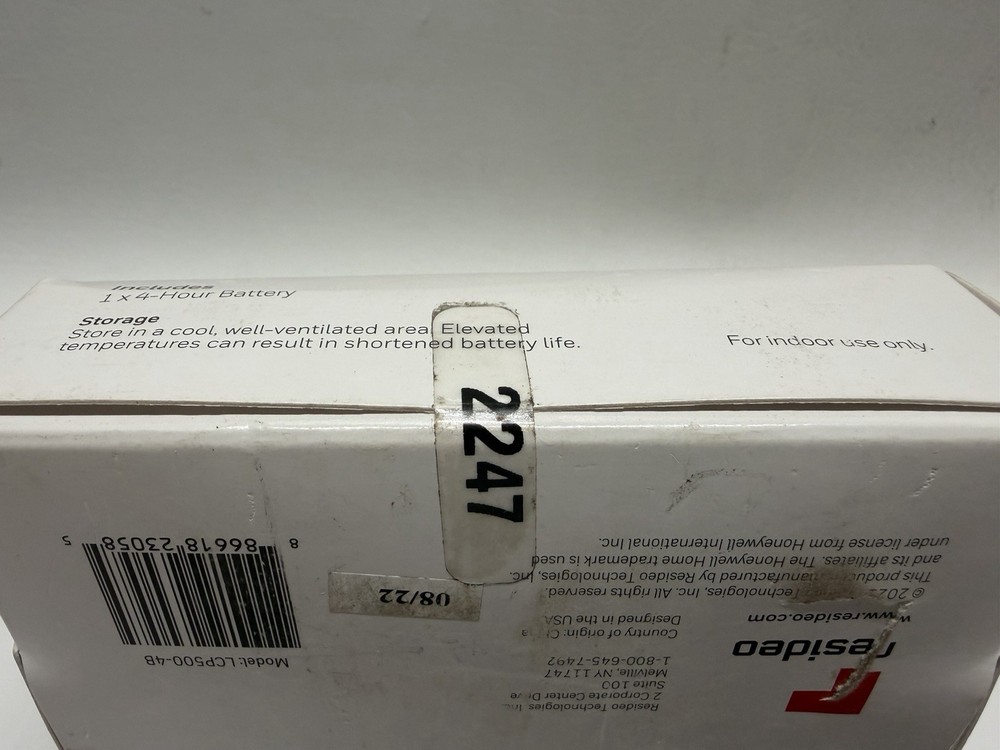 Includes
1 x 4-Hour Battery
Storage
Store in a cool, well-ventilated area. Elevated
temperatures can result in shortened battery life.
For indoor use only.
2247
resideo
www.resideo.com
© Technologies, Inc. All rights reserved.
This product manufactured by Resideo Technologies, Inc.
and its affiliates. The Honeywell Home trademark is used
under license from Honeywell International Inc.
Resideo Technologies
2 Corporate Center Drive
Suite 100
Melville, NY 11747
1-800-645-7492
Country of origin:
Designed in the USA.
08/22
Model: LCP500-4B
8 86618 23058 5